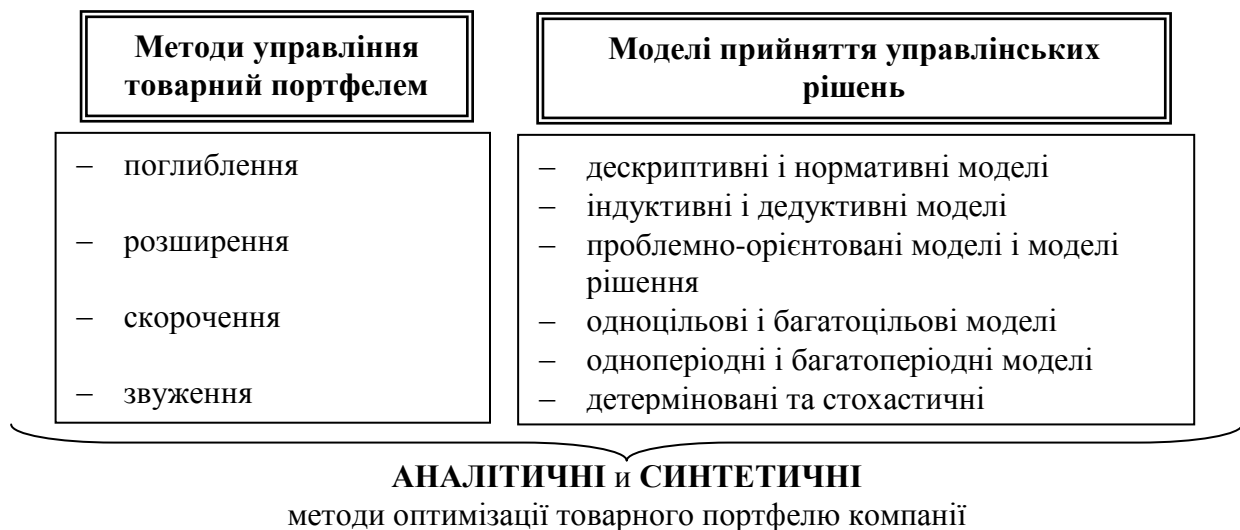 Методи управління
товарний портфелем
Моделі прийняття управлінських
рішень
– поглиблення
– розширення
– скорочення
– звуження
– дескриптивні і нормативні моделі
– індуктивні і дедуктивні моделі
– проблемно-орієнтовані моделі і моделі
рішення
– одноцільові і багатоцільові моделі
– одноперіодні і багатоперіодні моделі
– детерміновані та стохастичні
АНАЛІТИЧНІ и СИНТЕТИЧНІ
методи оптимізації товарного портфелю компанії